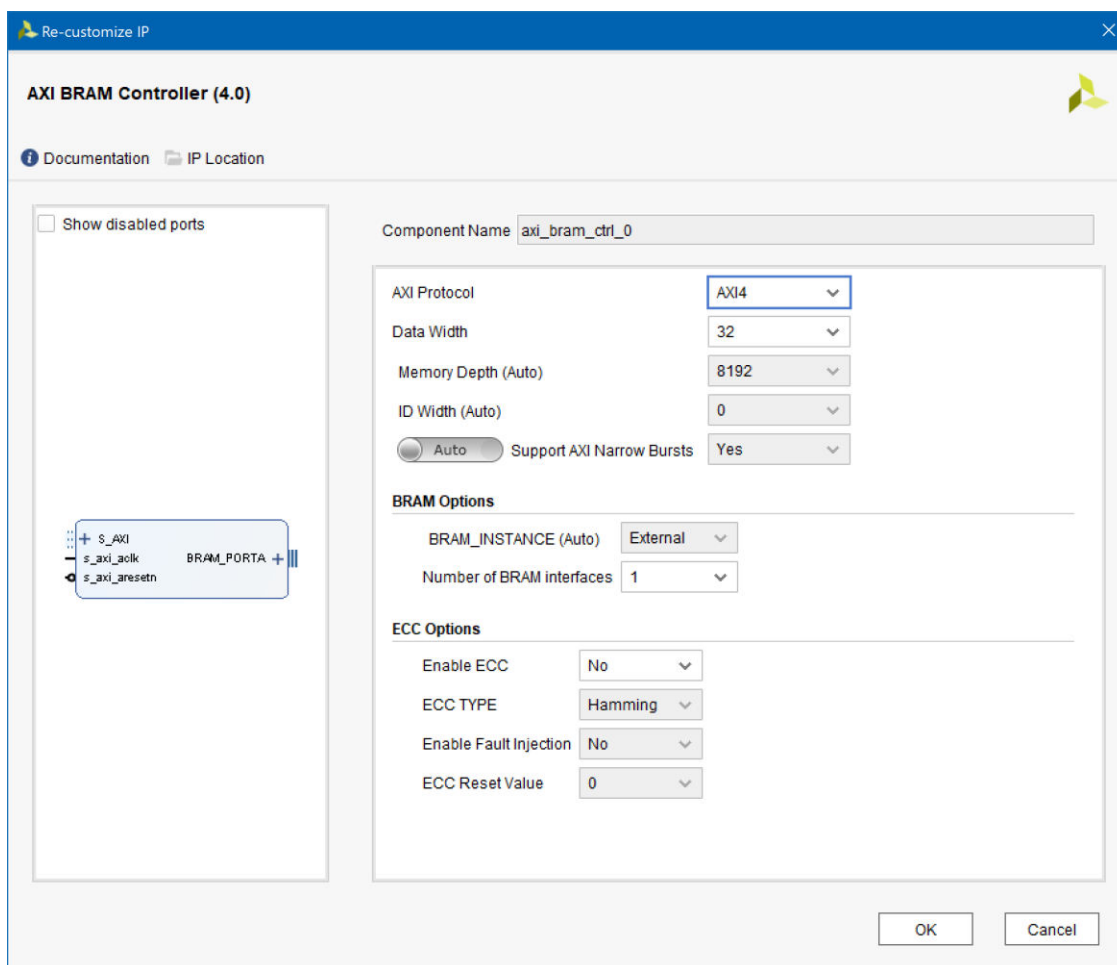 Re-customize IP
AXI BRAM Controller (4.0)
Documentation IP Location
Show disabled ports
S_AXI
s_axi_aclk
s_axi_aresetn
BRAM_PORTA
Component Name axi_bram_ctrl_0
AXI Protocol AXI4
Data Width 32
Memory Depth (Auto) 8192
ID Width (Auto) 0
Auto Support AXI Narrow Bursts Yes
BRAM Options
BRAM_INSTANCE (Auto) External
Number of BRAM interfaces 1
ECC Options
Enable ECC No
ECC TYPE Hamming
Enable Fault Injection No
ECC Reset Value 0
OK Cancel